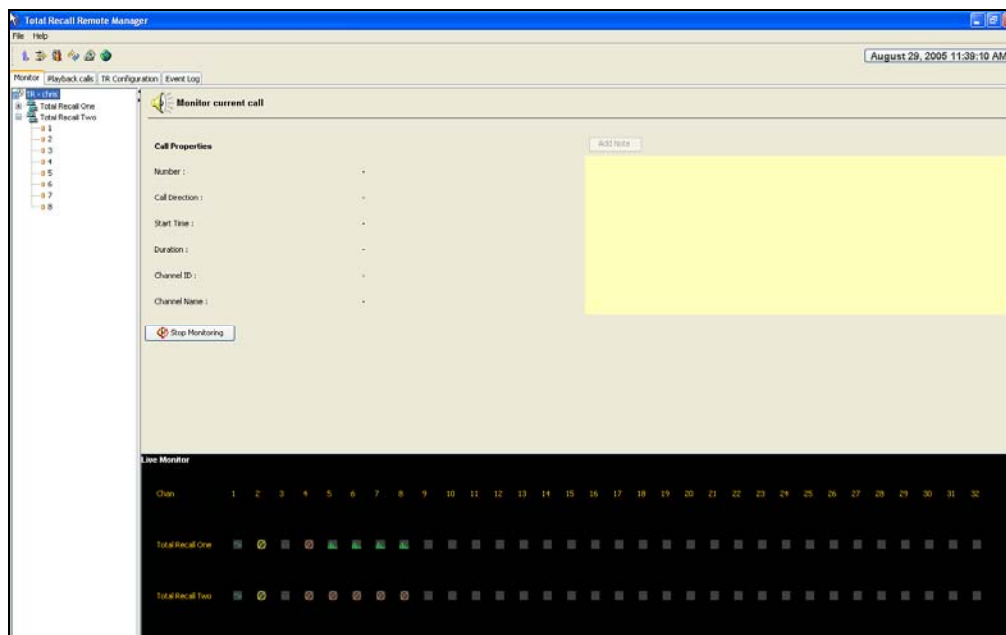 Total Recall Remote Manager
File Help
August 29, 2005 11:39:10 AM
Monitor Playback calls TR Configuration Event Log
TR - chris
Total Recall One
Total Recall Two
1
2
3
4
5
6
7
8
Monitor current call
Call Properties
Add Note
Number : -
Call Direction : -
Start Time : -
Duration : -
Channel ID : -
Channel Name : -
Stop Monitoring
Live Monitor
Chan 1 2 3 4 5 6 7 8 9 10 11 12 13 14 15 16 17 18 19 20 21 22 23 24 25 26 27 28 29 30 31 32
Total Recall One
Total Recall Two